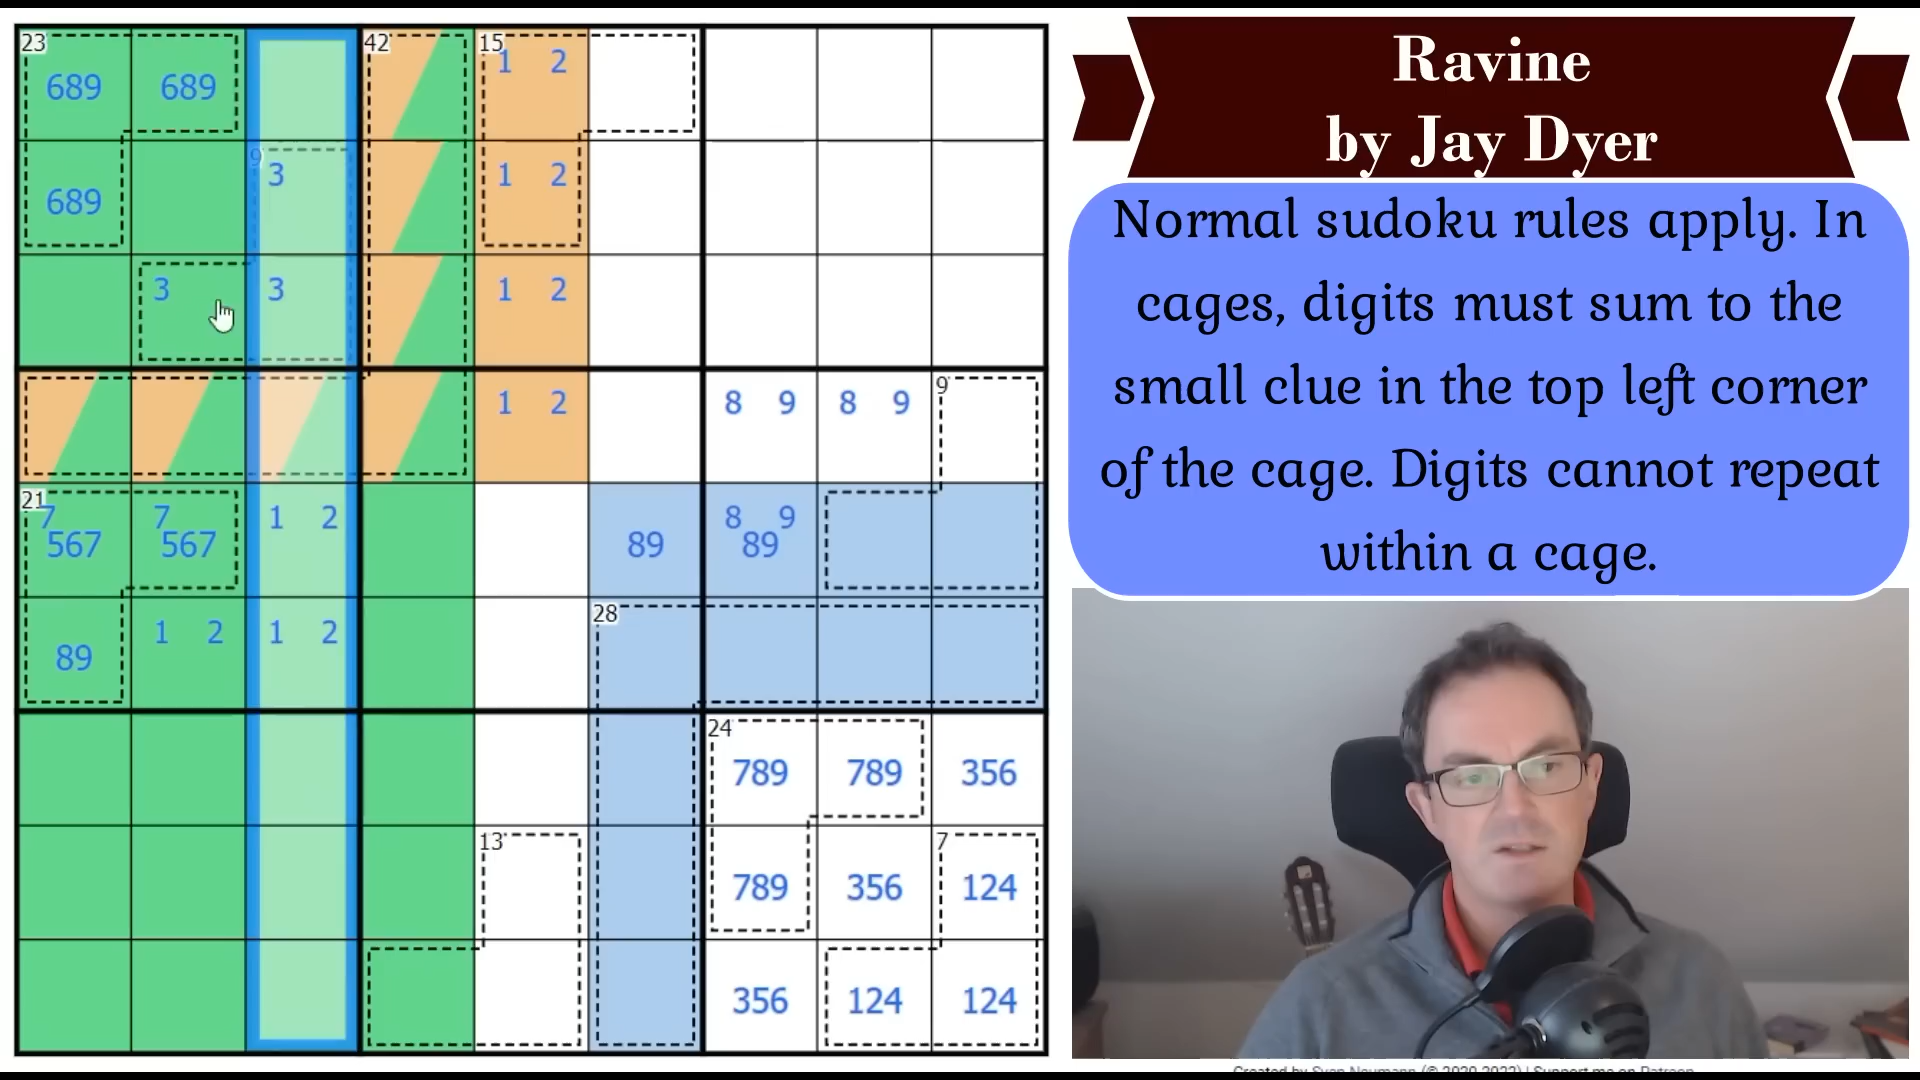 Ravine
by Jay Dyer
Normal sudoku rules apply. In
cages, digits must sum to the
small clue in the top left corner
of the cage. Digits cannot repeat
within a cage.
23 42 15
689 689 1 2
9
689 3 1 2
3 3 1 2
9
1 2 8 9 8 9
21
7 7 1 2 8 9
567 567 89 89
28
89 1 2 1 2
24
789 789 356
13 7
789 356 124
356 124 124